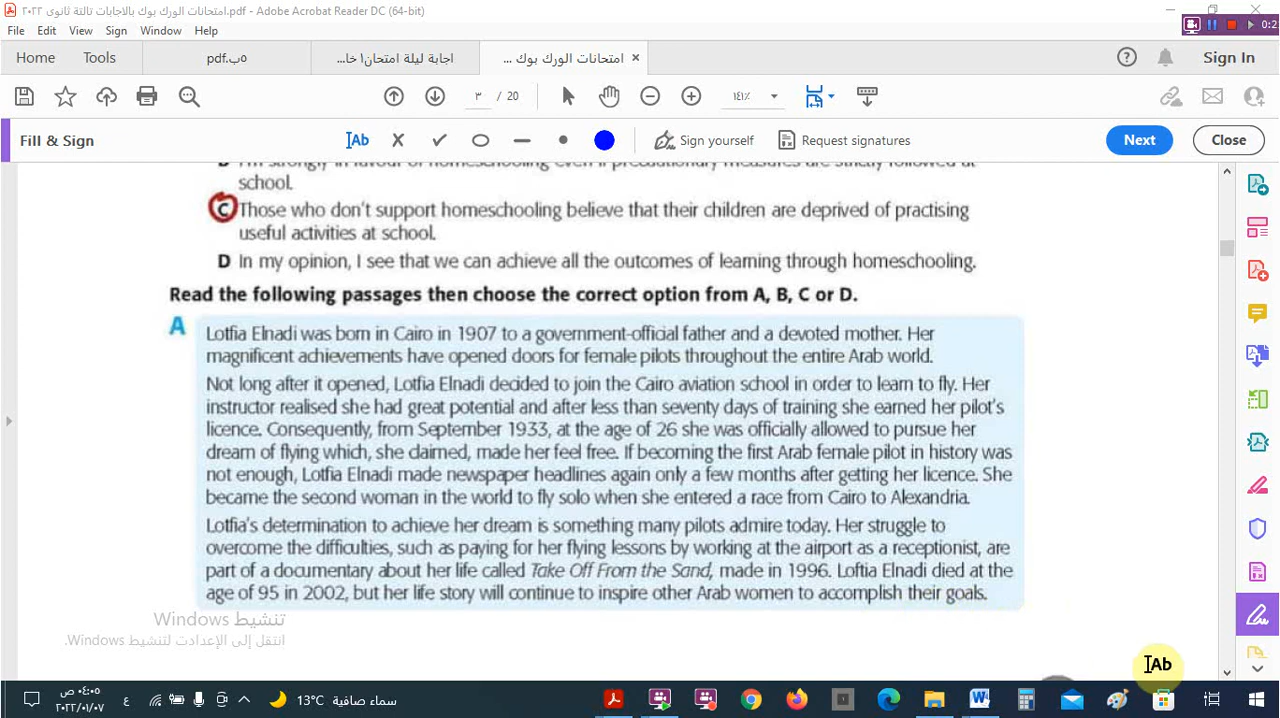 امتحانات الورك بوك بالاجابات تالتة ثانوى ٢٠٢٢.pdf - Adobe Acrobat Reader DC (64-bit)
File Edit View Sign Window Help
0:2
Home Tools ٥ب.pdf اجابة ليلة امتحان١ خا... امتحانات الورك بوك ... × Sign In
٣ / 20 ١٤١٪
Fill & Sign Ab Sign yourself Request signatures Next Close
school.
C Those who don't support homeschooling believe that their children are deprived of practising
useful activities at school.
D In my opinion, I see that we can achieve all the outcomes of learning through homeschooling.
Read the following passages then choose the correct option from A, B, C or D.
A
Lotfia Elnadi was born in Cairo in 1907 to a government-official father and a devoted mother. Her
magnificent achievements have opened doors for female pilots throughout the entire Arab world.
Not long after it opened, Lotfia Elnadi decided to join the Cairo aviation school in order to learn to fly. Her
instructor realised she had great potential and after less than seventy days of training she earned her pilot's
licence. Consequently, from September 1933, at the age of 26 she was officially allowed to pursue her
dream of flying which, she claimed, made her feel free. If becoming the first Arab female pilot in history was
not enough, Lotfia Elnadi made newspaper headlines again only a few months after getting her licence. She
became the second woman in the world to fly solo when she entered a race from Cairo to Alexandria.
Lotfia's determination to achieve her dream is something many pilots admire today. Her struggle to
overcome the difficulties, such as paying for her flying lessons by working at the airport as a receptionist, are
part of a documentary about her life called Take Off From the Sand, made in 1996. Loftia Elnadi died at the
age of 95 in 2002, but her life story will continue to inspire other Arab women to accomplish their goals.
تنشيط Windows
انتقل إلى الإعدادت لتنشيط Windows.
Ab
٠٤:٠٥ ص
٢٠٢٢/٠١/٠٧
ع
13°C سماء صافية